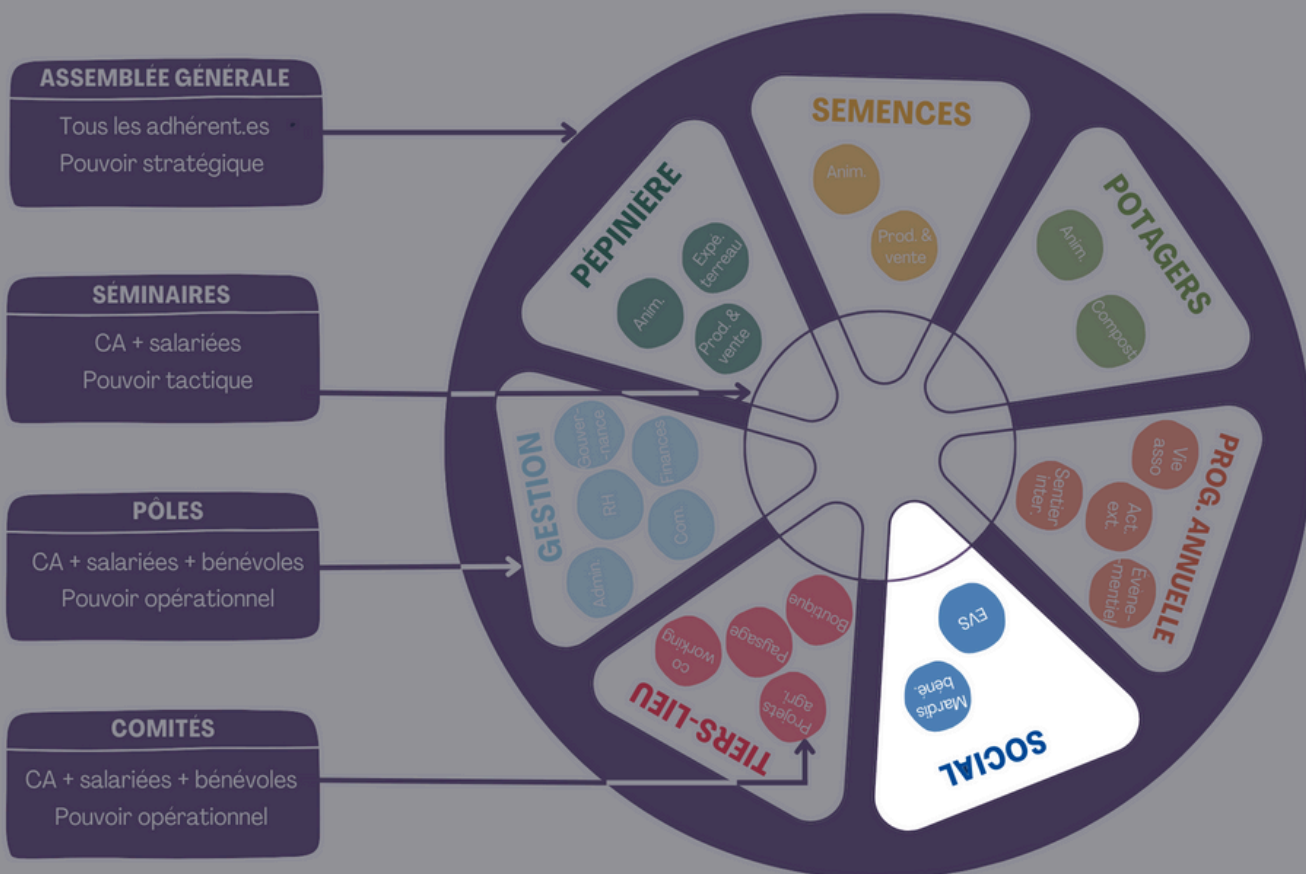 ASSEMBLÉE GÉNÉRALE
Tous les adhérent.es
Pouvoir stratégique
SÉMINAIRES
CA + salariées
Pouvoir tactique
PÔLES
CA + salariées + bénévoles
Pouvoir opérationnel
COMITÉS
CA + salariées + bénévoles
Pouvoir opérationnel
SEMENCES
Anim.
Prod. &
vente
POTAGERS
Anim.
Compost
PROG. ANNUELLE
Vie
asso
Sentier
inter.
Act.
ext.
Evène-
-mentiel
SOCIAL
EVS
Mardis
béné.
TIERS-LIEU
Boutique
Paysage
co
working
Projets
agri.
GESTION
Gouver-
-nance
Finances
RH
Com.
Admin.
PÉPINIÈRE
Expé.
terreau
Anim.
Prod. &
vente